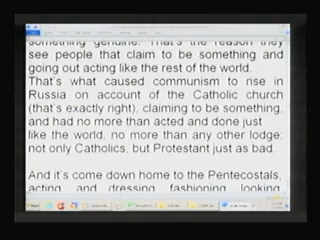 something genuine. That's the reason they
see people that claim to be something and
going out acting like the rest of the world.
That's what caused communism to rise in
Russia on account of the Catholic church
(that's exactly right), claiming to be something,
and had no more than acted and done just
like the world, no more than any other lodge:
not only Catholics, but Protestant just as bad.
And it's come down home to the Pentecostals,
acting and dressing fashioning looking